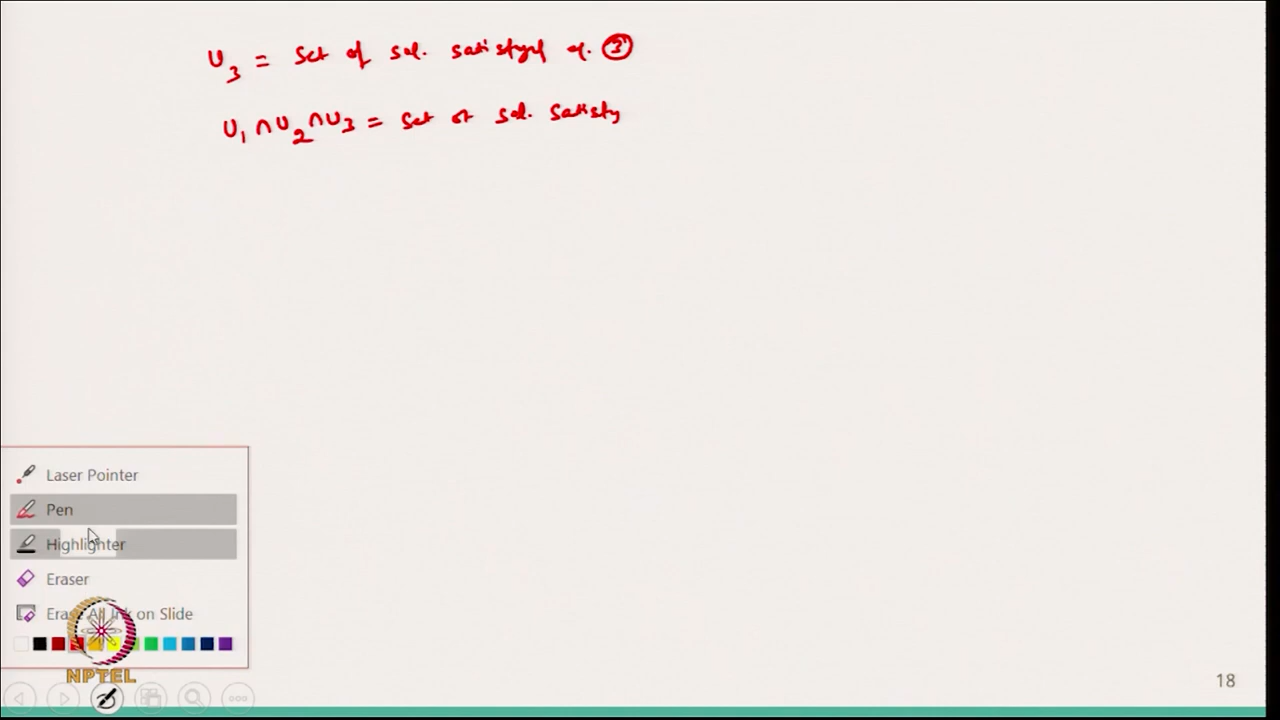 U3 = Set of sol. satisfying eq. ③
U1 ∩ U2 ∩ U3 = Set of sol. satisfy
Laser Pointer
Pen
Highlighter
Eraser
Erase All Ink on Slide
NPTEL
18